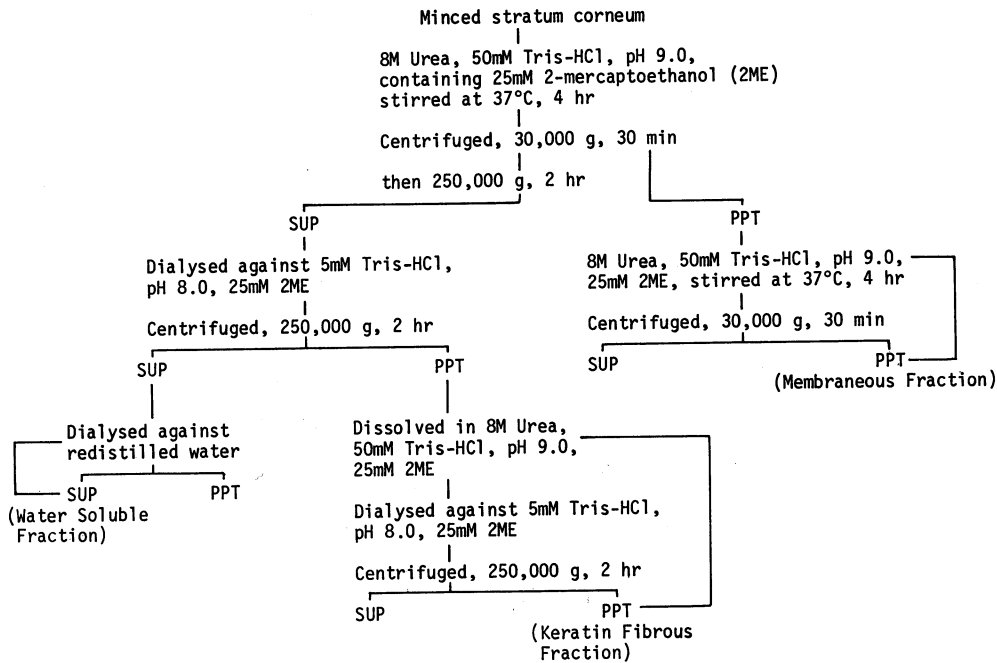 Minced stratum corneum
8M Urea, 50mM Tris-HCl, pH 9.0,
containing 25mM 2-mercaptoethanol (2ME)
stirred at 37°C, 4 hr
Centrifuged, 30,000 g, 30 min
then 250,000 g, 2 hr
SUP
PPT
Dialysed against 5mM Tris-HCl,
pH 8.0, 25mM 2ME
Centrifuged, 250,000 g, 2 hr
8M Urea, 50mM Tris-HCl, pH 9.0,
25mM 2ME, stirred at 37°C, 4 hr
Centrifuged, 30,000 g, 30 min
SUP
PPT
SUP
PPT
(Membraneous Fraction)
Dialysed against
redistilled water
SUP
PPT
(Water Soluble
Fraction)
Dissolved in 8M Urea,
50mM Tris-HCl, pH 9.0,
25mM 2ME
Dialysed against 5mM Tris-HCl,
pH 8.0, 25mM 2ME
Centrifuged, 250,000 g, 2 hr
SUP
PPT
(Keratin Fibrous
Fraction)